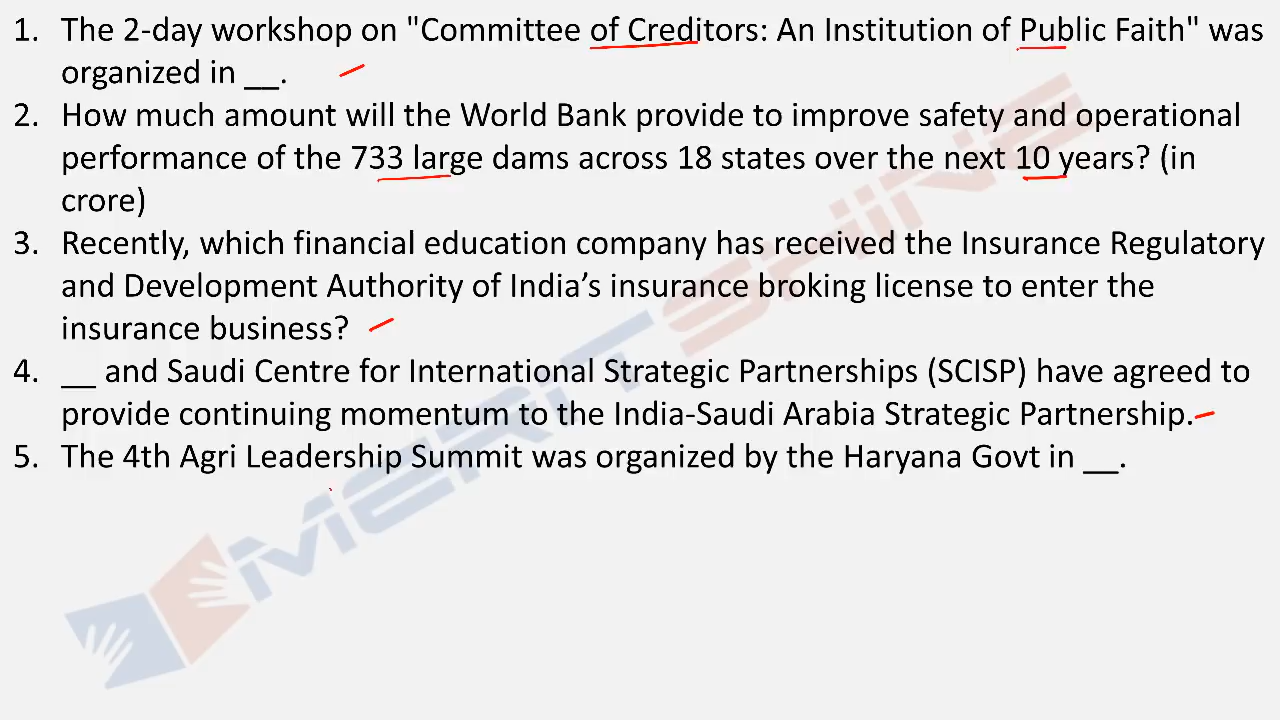 1. The 2-day workshop on "Committee of Creditors: An Institution of Public Faith" was
organized in __.
2. How much amount will the World Bank provide to improve safety and operational
performance of the 733 large dams across 18 states over the next 10 years? (in
crore)
3. Recently, which financial education company has received the Insurance Regulatory
and Development Authority of India’s insurance broking license to enter the
insurance business?
4. __ and Saudi Centre for International Strategic Partnerships (SCISP) have agreed to
provide continuing momentum to the India-Saudi Arabia Strategic Partnership.
5. The 4th Agri Leadership Summit was organized by the Haryana Govt in __.
MERITSHINE